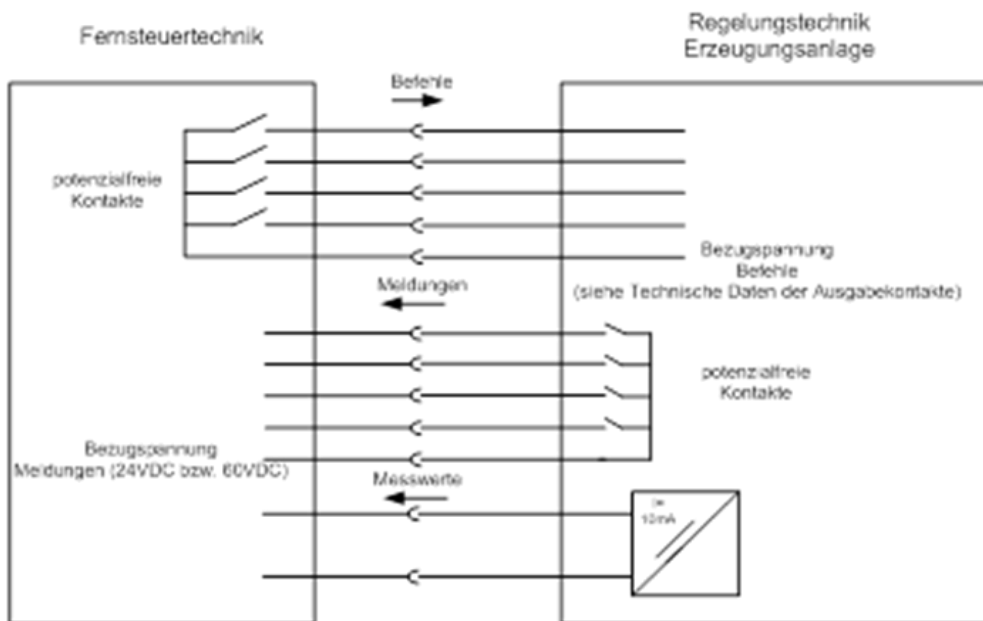 Fernsteuertechnik
Regelungstechnik
Erzeugungsanlage
Befehle
potenzialfreie
Kontakte
Bezugspannung
Befehle
(siehe Technische Daten der Ausgabekontakte)
Meldungen
potenzialfreie
Kontakte
Bezugspannung
Meldungen (24VDC bzw. 60VDC)
Messwerte
10mA